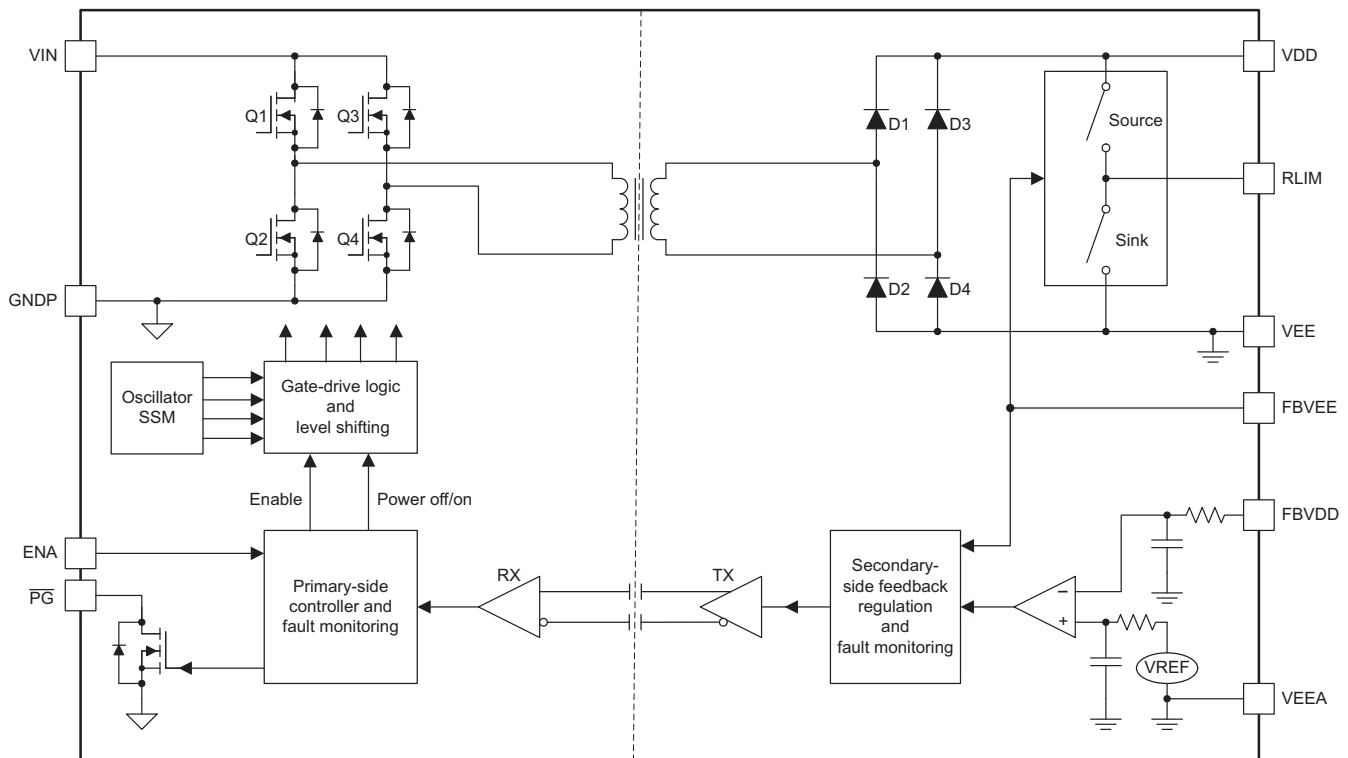 VIN
VDD
Q1
Q3
D1
D3
Source
RLIM
Q2
Q4
Sink
D2
D4
GNDP
VEE
Oscillator
SSM
Gate-drive logic
and
level shifting
FBVEE
Enable
Power off/on
FBVDD
ENA
PG
Primary-side
controller and
fault monitoring
RX
TX
Secondary-
side feedback
regulation
and
fault monitoring
−
+
VREF
VEEA